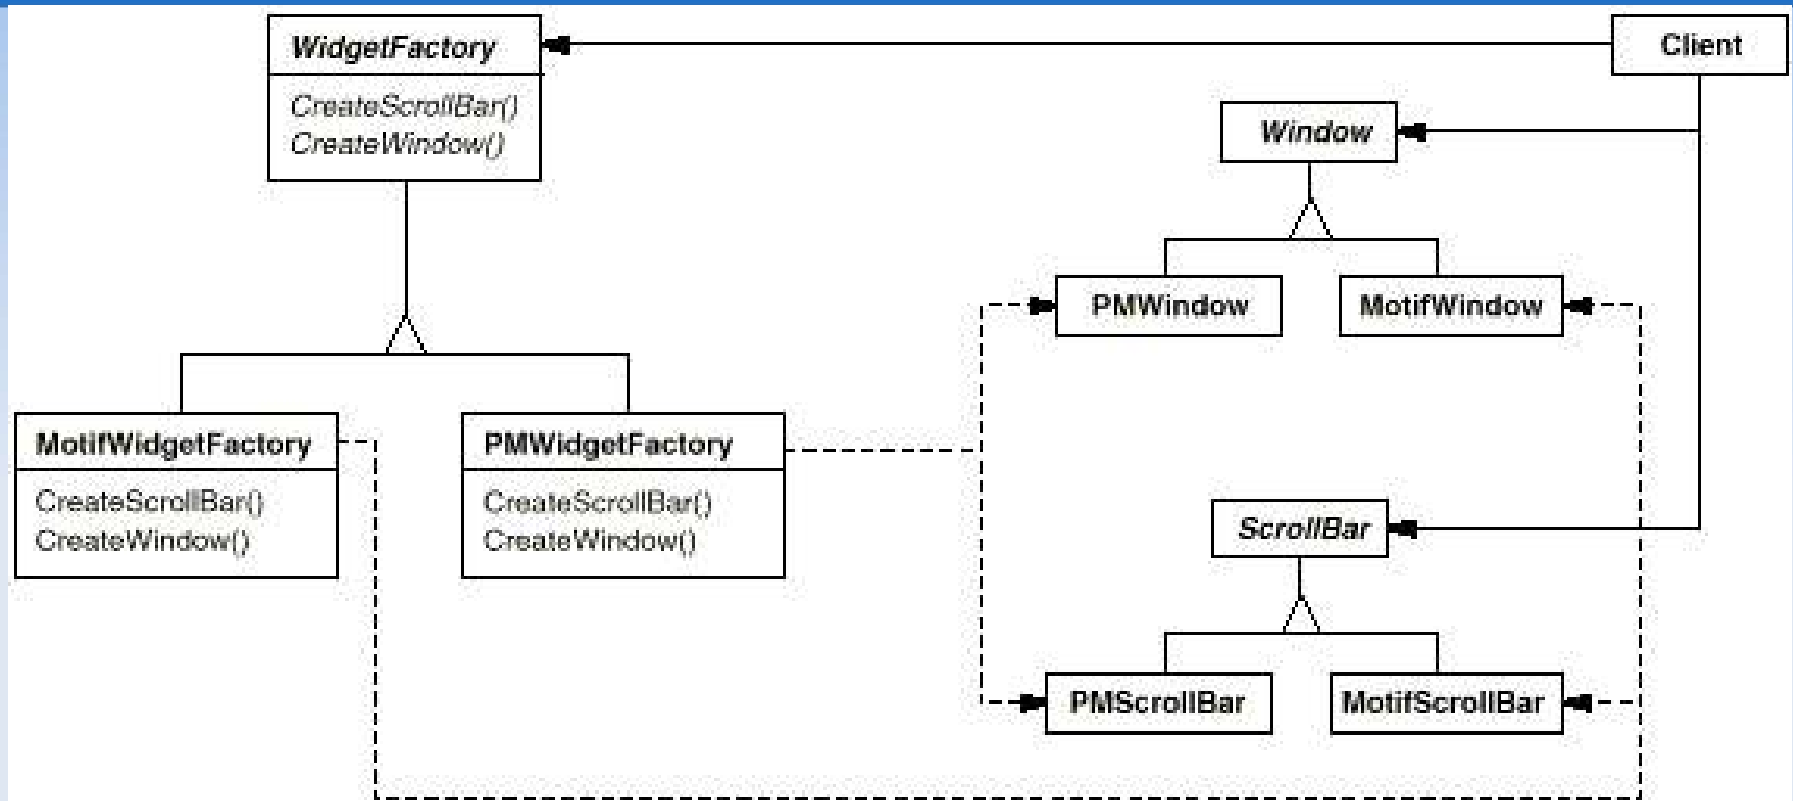 WidgetFactory
CreateScrollBar()
CreateWindow()
Client
Window
PMWindow
MotifWindow
MotifWidgetFactory
CreateScrollBar()
CreateWindow()
PMWidgetFactory
CreateScrollBar()
CreateWindow()
ScrollBar
PMScrollBar
MotifScrollBar